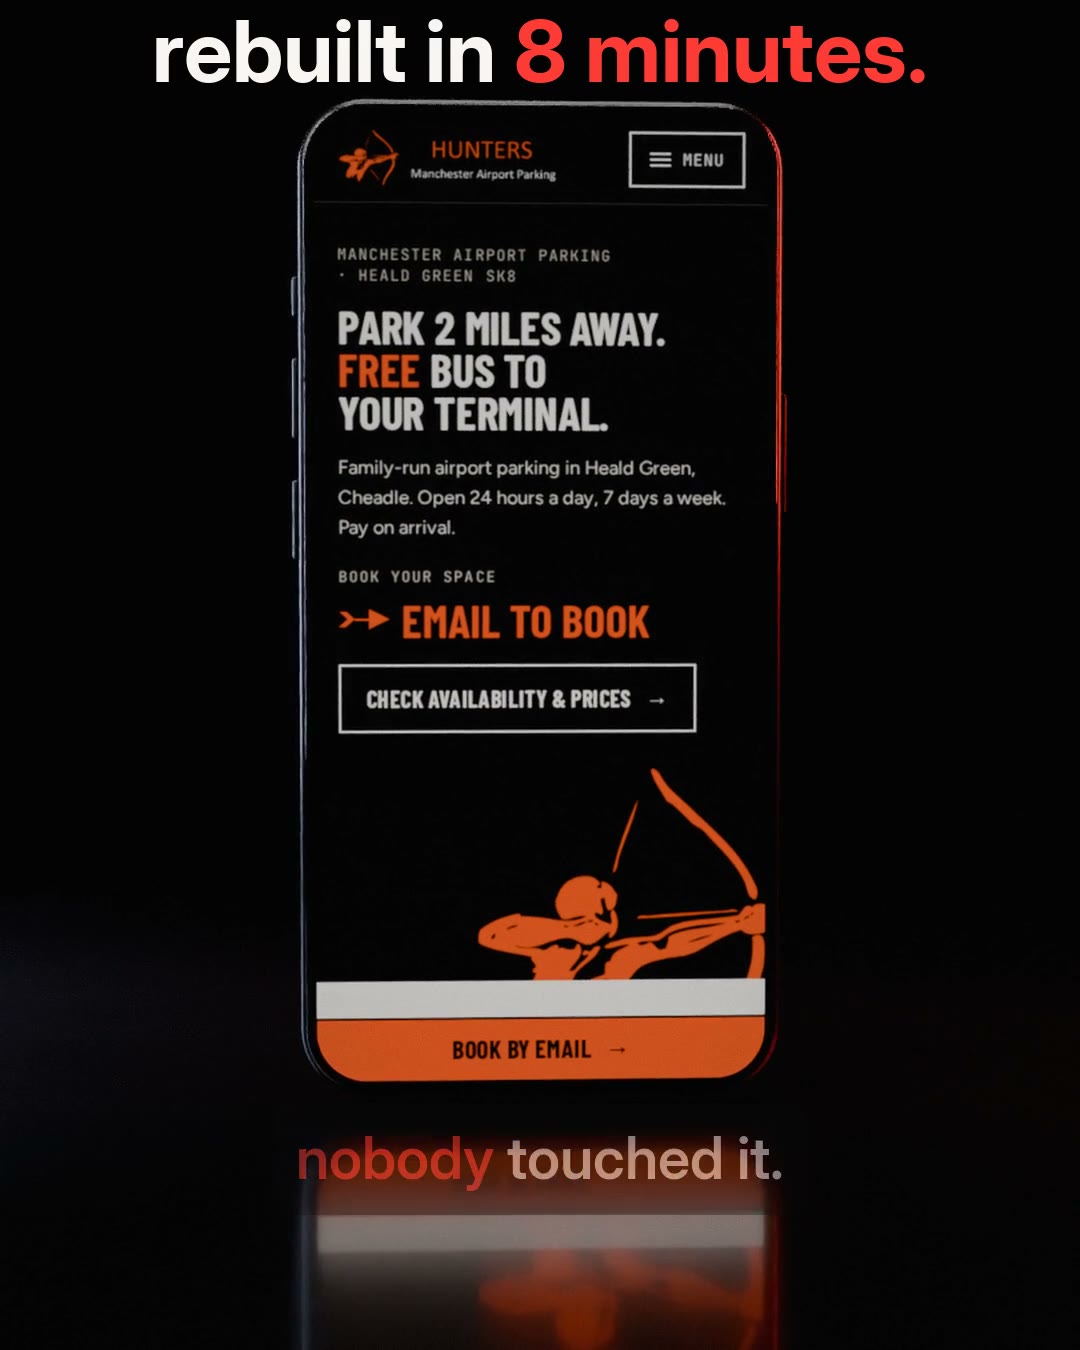 rebuilt in 8 minutes.
HUNTERS
Manchester Airport Parking
MENU
MANCHESTER AIRPORT PARKING
· HEALD GREEN SK8
PARK 2 MILES AWAY.
FREE BUS TO
YOUR TERMINAL.
Family-run airport parking in Heald Green,
Cheadle. Open 24 hours a day, 7 days a week.
Pay on arrival.
BOOK YOUR SPACE
EMAIL TO BOOK
CHECK AVAILABILITY & PRICES →
BOOK BY EMAIL →
nobody touched it.